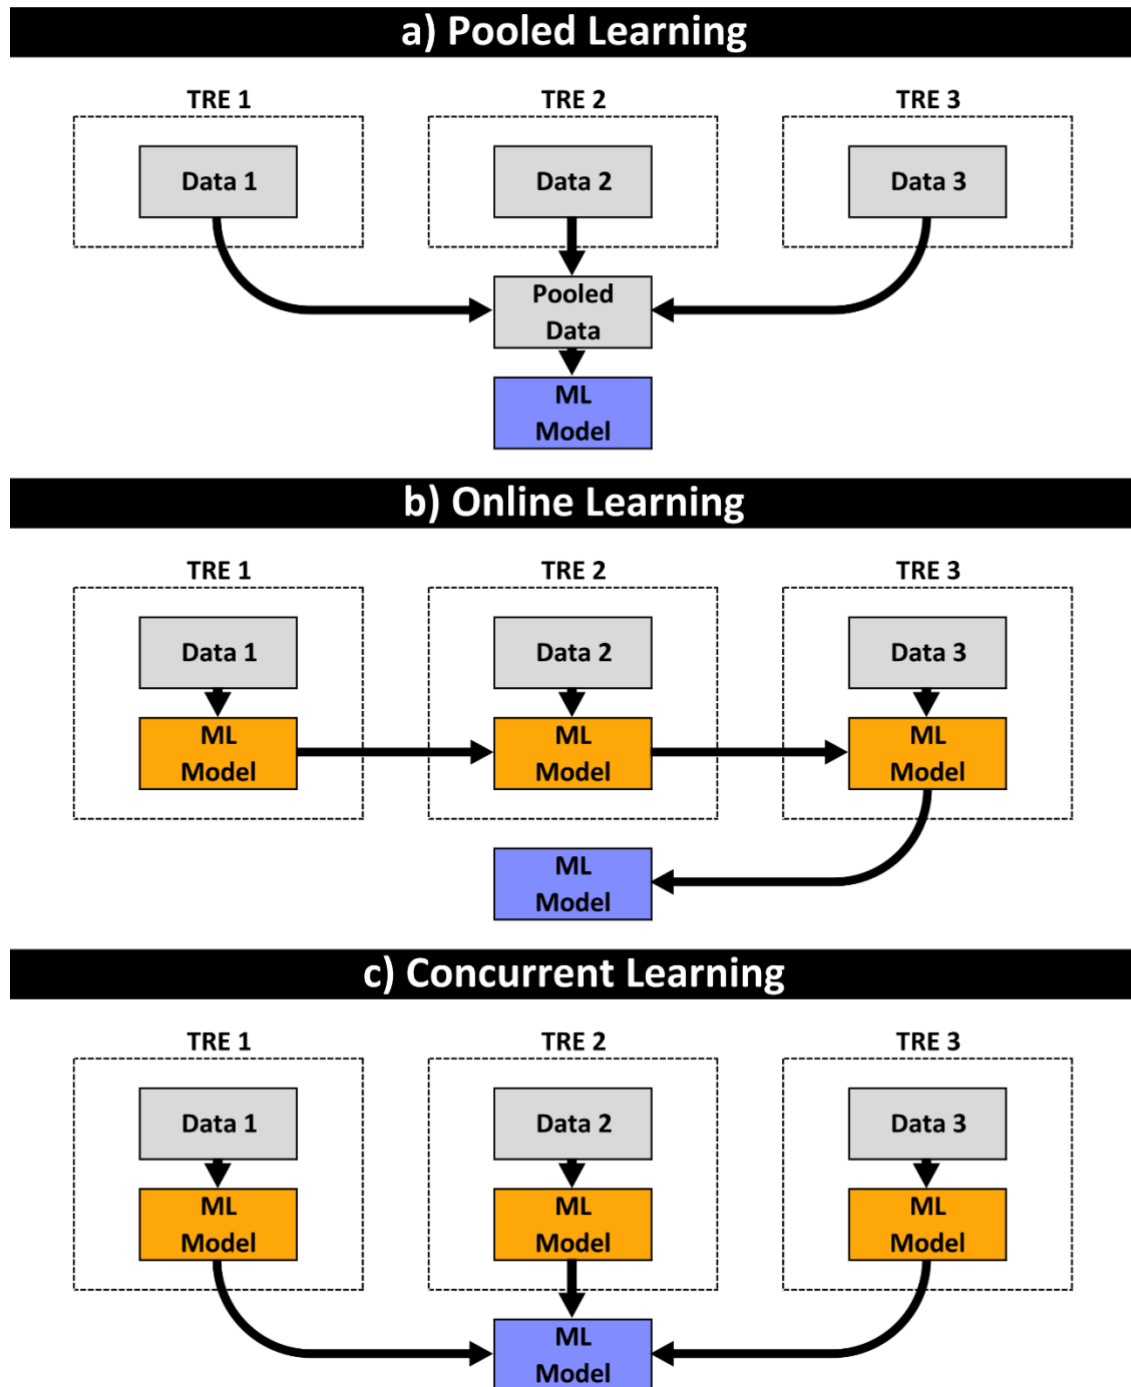 a) Pooled Learning
TRE 1
TRE 2
TRE 3
Data 1
Data 2
Data 3
Pooled
Data
ML
Model
b) Online Learning
TRE 1
TRE 2
TRE 3
Data 1
Data 2
Data 3
ML
Model
ML
Model
ML
Model
ML
Model
c) Concurrent Learning
TRE 1
TRE 2
TRE 3
Data 1
Data 2
Data 3
ML
Model
ML
Model
ML
Model
ML
Model